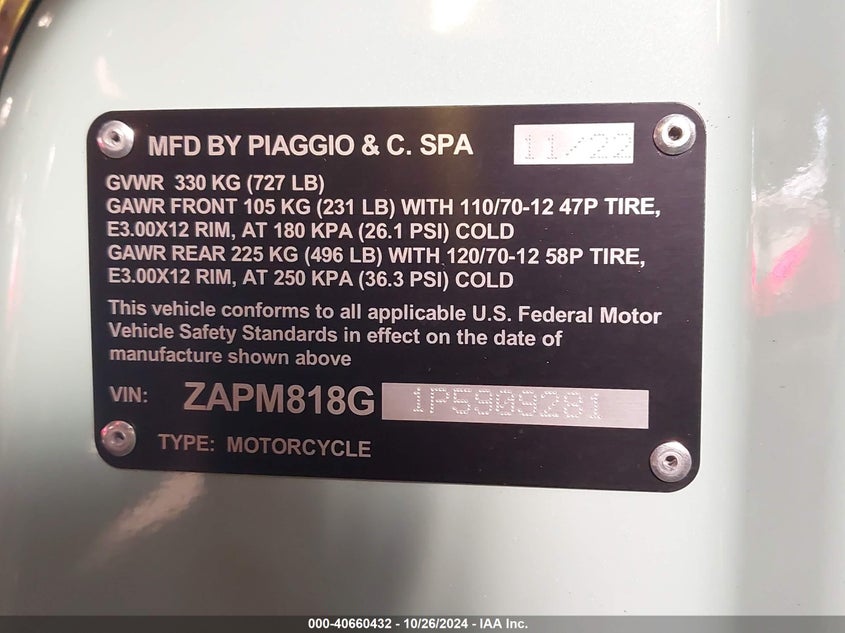 MFD BY PIAGGIO & C. SPA 11/22
GVWR 330 KG (727 LB)
GAWR FRONT 105 KG (231 LB) WITH 110/70-12 47P TIRE,
E3.00X12 RIM, AT 180 KPA (26.1 PSI) COLD
GAWR REAR 225 KG (496 LB) WITH 120/70-12 58P TIRE,
E3.00X12 RIM, AT 250 KPA (36.3 PSI) COLD
This vehicle conforms to all applicable U.S. Federal Motor
Vehicle Safety Standards in effect on the date of
manufacture shown above
VIN: ZAPM818G 1P5909281
TYPE: MOTORCYCLE
000-40660432 - 10/26/2024 - IAA Inc.